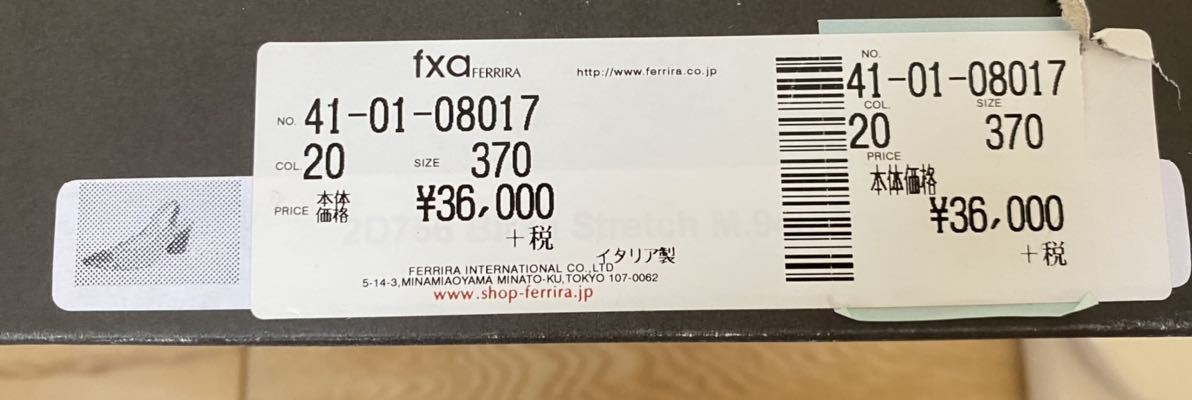 fxa FERRIRA
http://www.ferrira.co.jp
NO. 41-01-08017
COL. 20 SIZE 370
PRICE 本体価格 ¥36,000
+税
イタリア製
FERRIRA INTERNATIONAL CO.,LTD
5-14-3,MINAMIAOYAMA MINATO-KU,TOKYO 107-0062
www.shop-ferrira.jp
NO.
41-01-08017
COL. SIZE
20 370
PRICE
本体価格
¥36,000
+税
Stretch